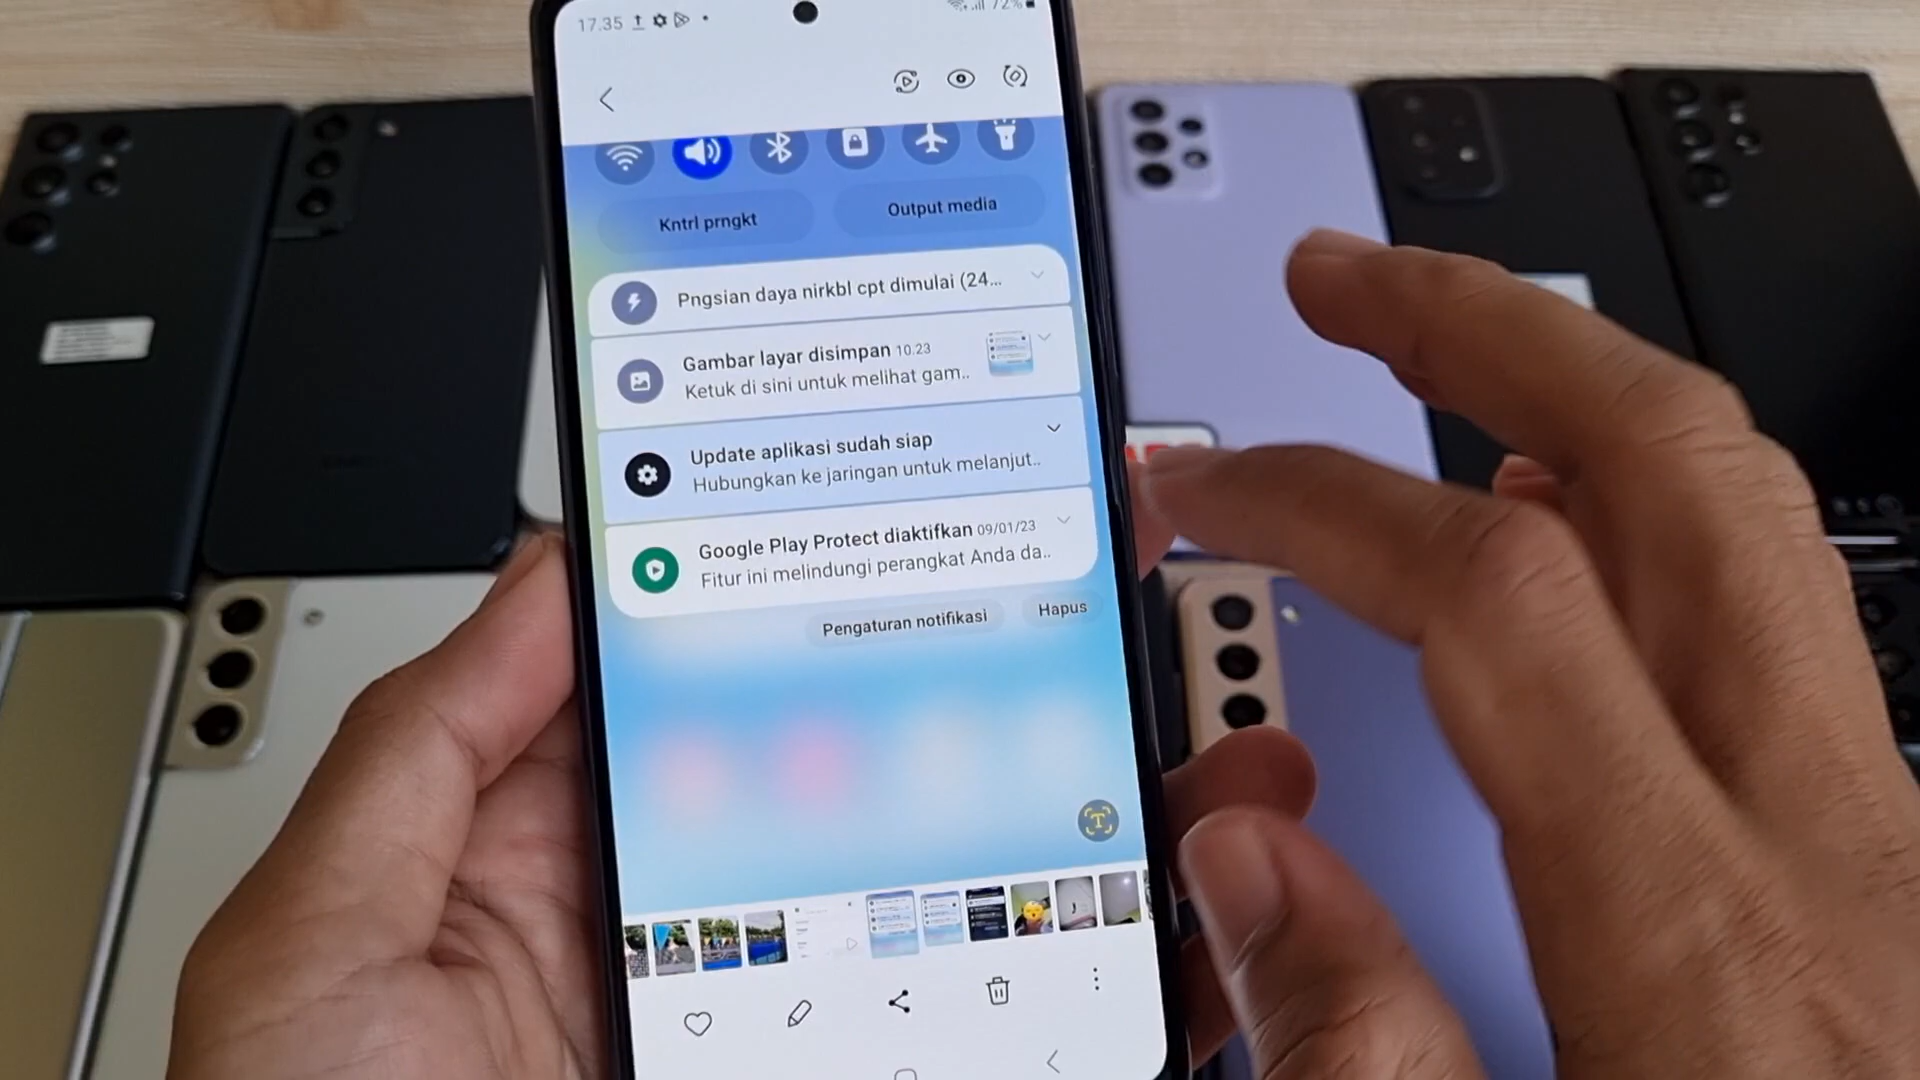 17.35
72%
Kntrl prngkt
Output media
Pngsian daya nirkbl cpt dimulai (24...
Gambar layar disimpan 10.23
Ketuk di sini untuk melihat gam..
Update aplikasi sudah siap
Hubungkan ke jaringan untuk melanjut..
Google Play Protect diaktifkan 09/01/23
Fitur ini melindungi perangkat Anda da..
Pengaturan notifikasi
Hapus
T